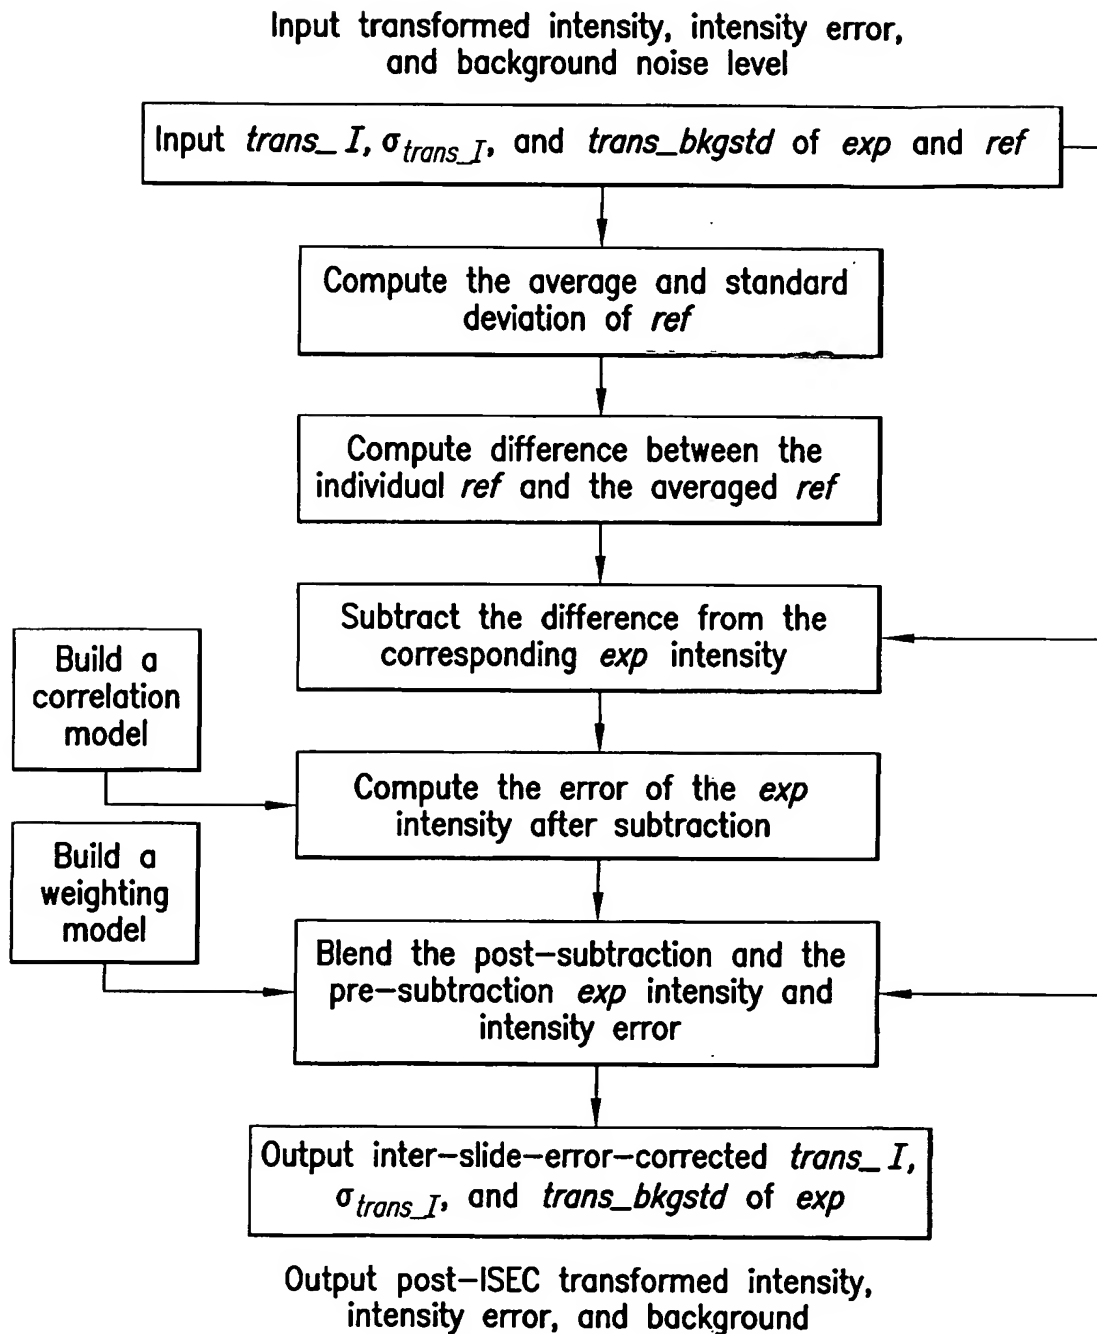 Input transformed intensity, intensity error,
and background noise level
Input trans_I, σtrans_I, and trans_bkgstd of exp and ref
Compute the average and standard
deviation of ref
Compute difference between the
individual ref and the averaged ref
Subtract the difference from the
corresponding exp intensity
Build a
correlation
model
Compute the error of the exp
intensity after subtraction
Build a
weighting
model
Blend the post–subtraction and the
pre–subtraction exp intensity and
intensity error
Output inter–slide–error–corrected trans_I,
σtrans_I, and trans_bkgstd of exp
Output post–ISEC transformed intensity,
intensity error, and background